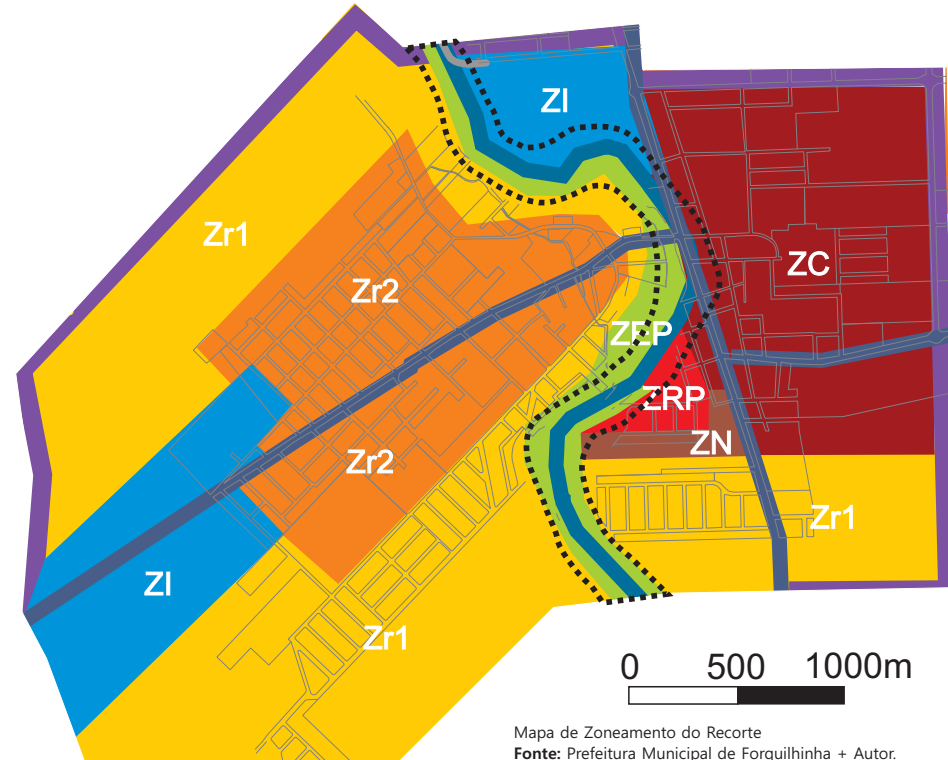 ZI
Zr1
ZC
Zr2
ZEP
ZRP
ZN
Zr2
Zr1
ZI
Zr1
0 500 1000m
Mapa de Zoneamento do Recorte
Fonte: Prefeitura Municipal de Forquilhinha + Autor.